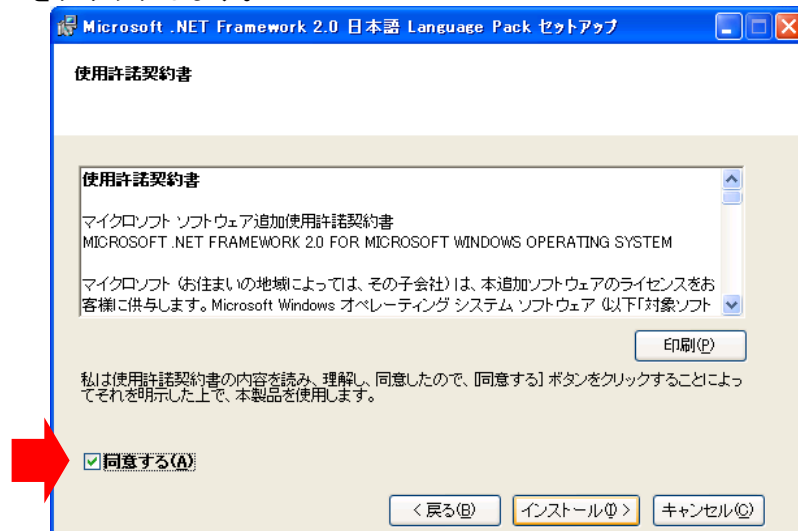 Microsoft .NET Framework 2.0 日本語 Language Pack セットアップ
使用許諾契約書
使用許諾契約書
マイクロソフト ソフトウェア追加使用許諾契約書
MICROSOFT .NET FRAMEWORK 2.0 FOR MICROSOFT WINDOWS OPERATING SYSTEM
マイクロソフト (お住まいの地域によっては、その子会社) は、本追加ソフトウェアのライセンスをお
客様に供与します。Microsoft Windows オペレーティング システム ソフトウェア (以下「対象ソフト
印刷(P)
私は使用許諾契約書の内容を読み、理解し、同意したので、[同意する] ボタンをクリックすることによっ
てそれを明示した上で、本製品を使用します。
同意する(A)
< 戻る(B)
インストール(I) >
キャンセル(C)